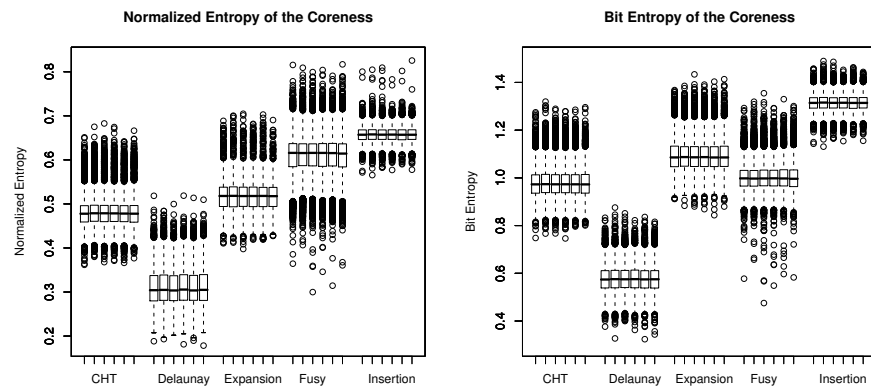 Normalized Entropy of the Coreness
Normalized Entropy
0.8
0.7
0.6
0.5
0.4
0.3
0.2
CHT Delaunay Expansion Fusy Insertion
Bit Entropy of the Coreness
Bit Entropy
1.4
1.2
1.0
0.8
0.6
0.4
CHT Delaunay Expansion Fusy Insertion